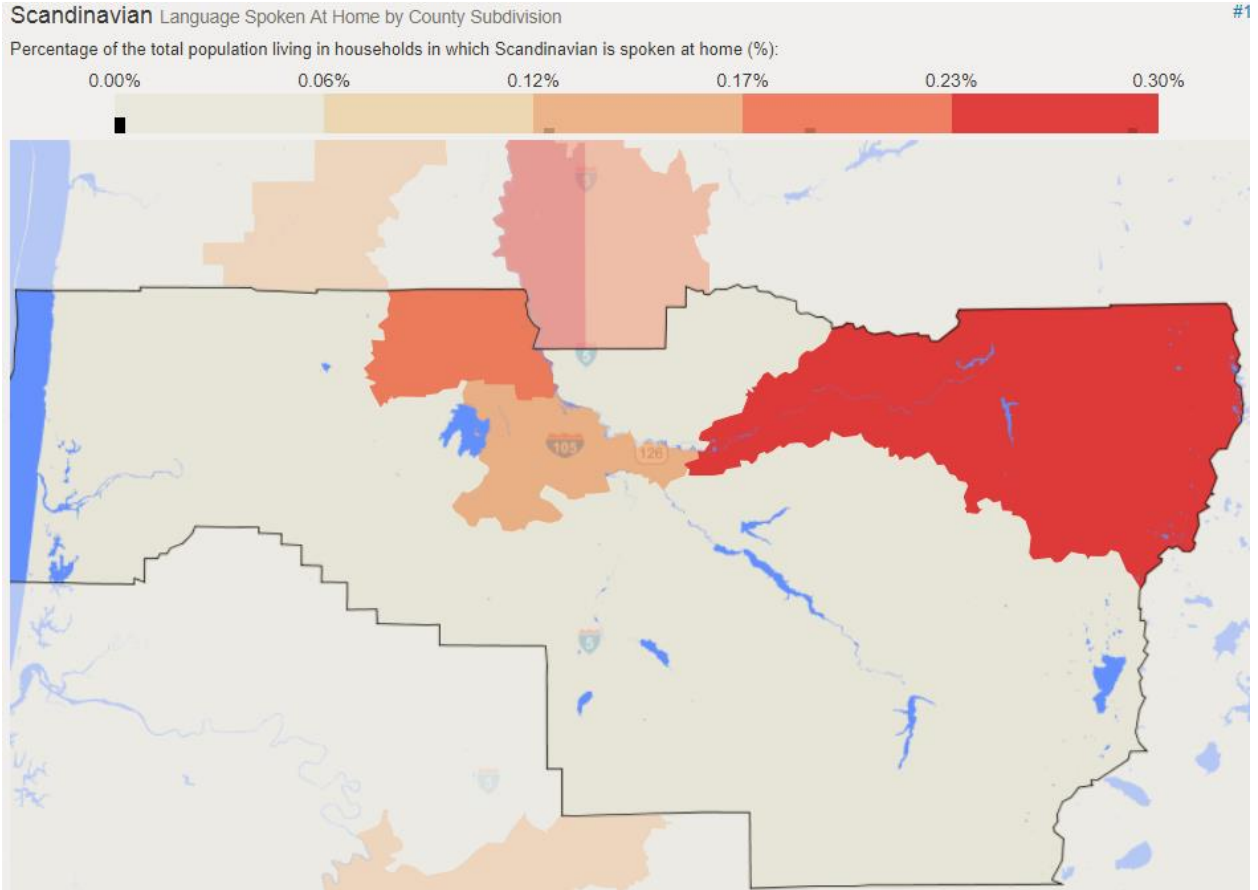 Scandinavian Language Spoken At Home by County Subdivision
#1
Percentage of the total population living in households in which Scandinavian is spoken at home (%):
0.00% 0.06% 0.12% 0.17% 0.23% 0.30%
5
105
126
5